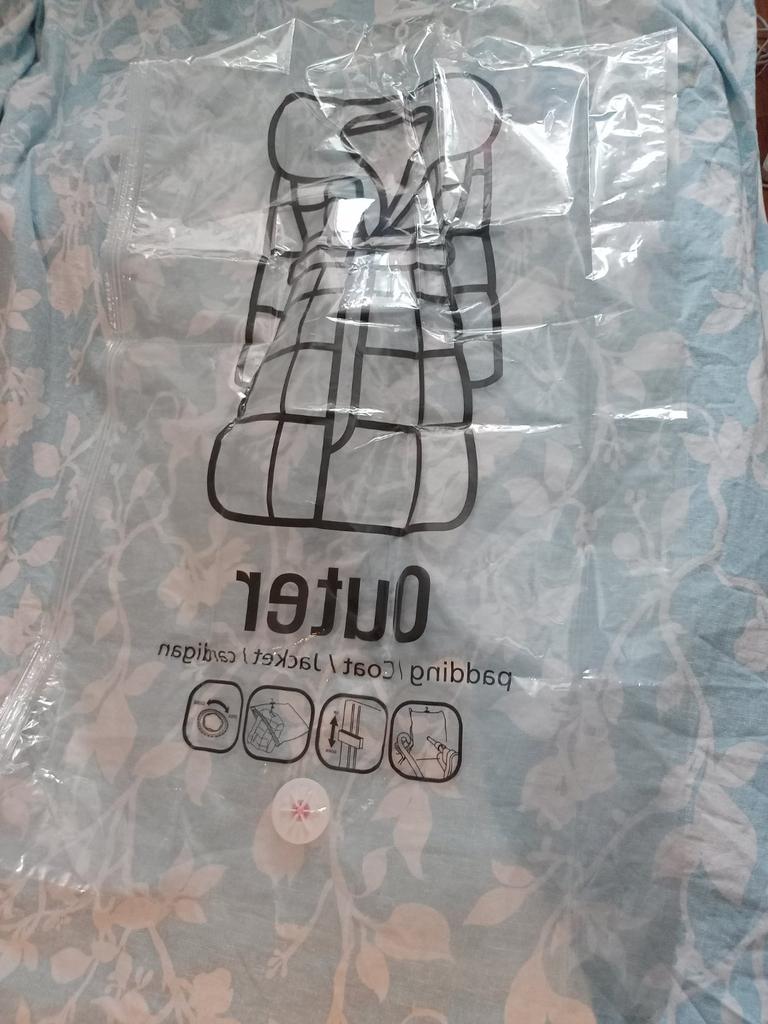 Outer
padding / Coat / Jacket / cardigan